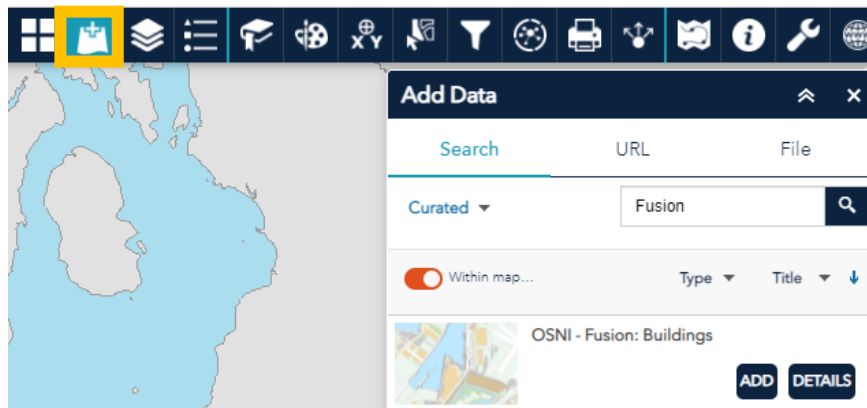 X Y
Add Data
Search URL File
Curated Fusion
Within map... Type Title
OSNI - Fusion: Buildings
ADD DETAILS